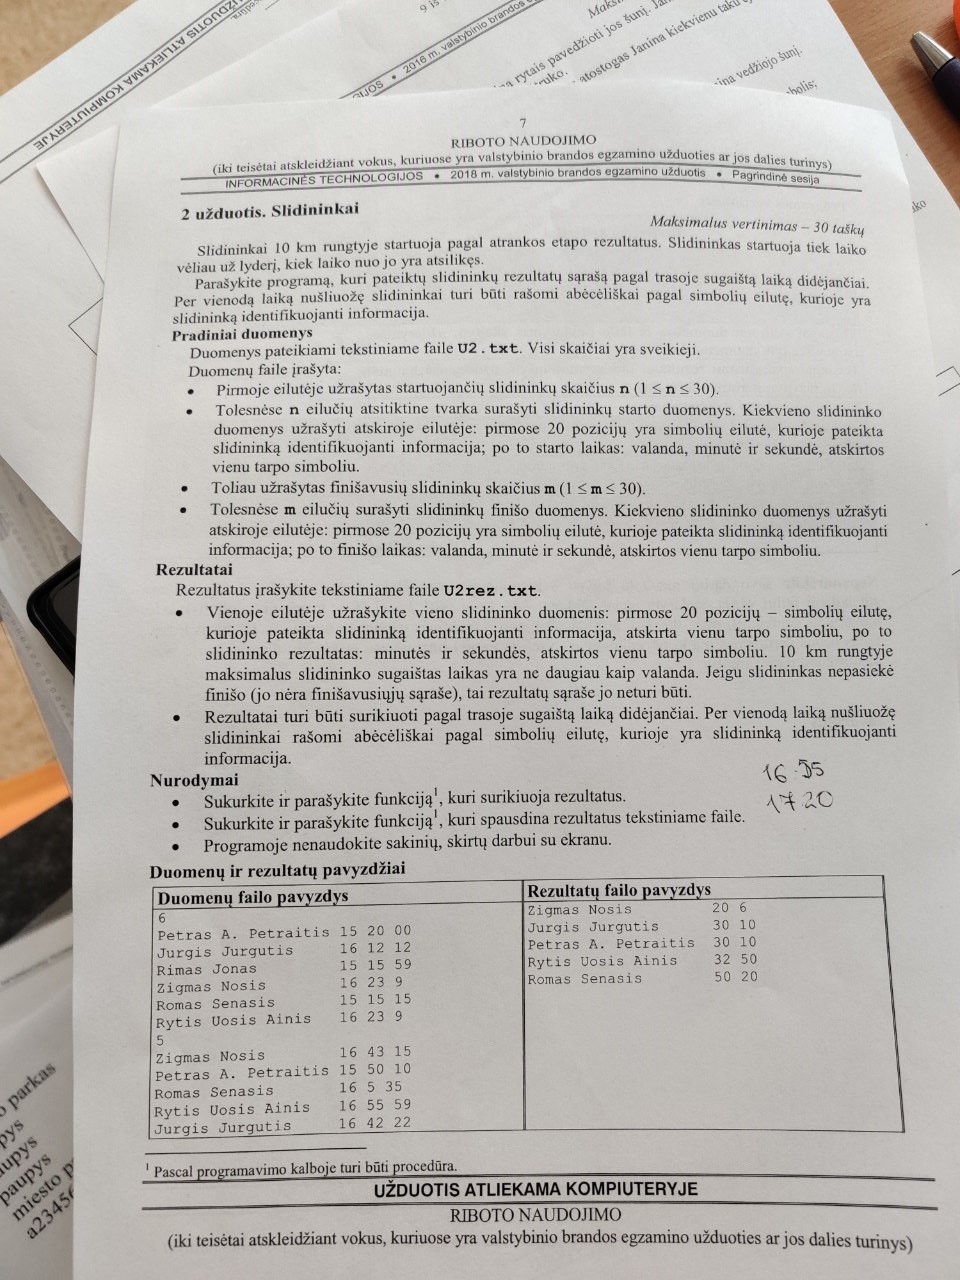 UŽDUOTIS ATLIEKAMA KOMPIUTERYJE
9 iš
2016 m. valstybinio brandos
rytais pavedžioti jos šunį.
atostogas Janina kiekvienu
vedžiojo šunį.
7
RIBOTO NAUDOJIMO
(iki teisėtai atskleidžiant vokus, kuriuose yra valstybinio brandos egzamino užduoties ar jos dalies turinys)
INFORMACINĖS TECHNOLOGIJOS • 2018 m. valstybinio brandos egzamino užduotis • Pagrindinė sesija
2 užduotis. Slidininkai
Maksimalus vertinimas – 30 taškų
Slidininkai 10 km rungtyje startuoja pagal atrankos etapo rezultatus. Slidininkas startuoja tiek laiko
vėliau už lyderį, kiek laiko nuo jo yra atsilikęs.
Parašykite programą, kuri pateiktų slidininkų rezultatų sąrašą pagal trasoje sugaištą laiką didėjančiai.
Per vienodą laiką nušliuožę slidininkai turi būti rašomi abėcėliškai pagal simbolių eilutę, kurioje yra
slidininką identifikuojanti informacija.
Pradiniai duomenys
Duomenys pateikiami tekstiniame faile U2.txt. Visi skaičiai yra sveikieji.
Duomenų faile įrašyta:
• Pirmoje eilutėje užrašytas startuojančių slidininkų skaičius n (1 ≤ n ≤ 30).
• Tolesnėse n eilučių atsitiktine tvarka surašyti slidininkų starto duomenys. Kiekvieno slidininko
duomenys užrašyti atskiroje eilutėje: pirmose 20 pozicijų yra simbolių eilutė, kurioje pateikta
slidininką identifikuojanti informacija; po to starto laikas: valanda, minutė ir sekundė, atskirtos
vienu tarpo simboliu.
• Toliau užrašytas finišavusių slidininkų skaičius m (1 ≤ m ≤ 30).
• Tolesnėse m eilučių surašyti slidininkų finišo duomenys. Kiekvieno slidininko duomenys užrašyti
atskiroje eilutėje: pirmose 20 pozicijų yra simbolių eilutė, kurioje pateikta slidininką identifikuojanti
informacija; po to finišo laikas: valanda, minutė ir sekundė, atskirtos vienu tarpo simboliu.
Rezultatai
Rezultatus įrašykite tekstiniame faile U2rez.txt.
• Vienoje eilutėje užrašykite vieno slidininko duomenis: pirmose 20 pozicijų – simbolių eilutę,
kurioje pateikta slidininką identifikuojanti informacija, atskirta vienu tarpo simboliu, po to
slidininko rezultatas: minutės ir sekundės, atskirtos vienu tarpo simboliu. 10 km rungtyje
maksimalus slidininko sugaištas laikas yra ne daugiau kaip valanda. Jeigu slidininkas nepasiekė
finišo (jo nėra finišavusiųjų sąraše), tai rezultatų sąraše jo neturi būti.
• Rezultatai turi būti surikiuoti pagal trasoje sugaištą laiką didėjančiai. Per vienodą laiką nušliuožę
slidininkai rašomi abėcėliškai pagal simbolių eilutę, kurioje yra slidininką identifikuojanti
informacija.
16 55
17 20
Nurodymai
• Sukurkite ir parašykite funkciją¹, kuri surikiuoja rezultatus.
• Sukurkite ir parašykite funkciją¹, kuri spausdina rezultatus tekstiniame faile.
• Programoje nenaudokite sakinių, skirtų darbui su ekranu.
Duomenų ir rezultatų pavyzdžiai
Duomenų failo pavyzdys
6
Petras A. Petraitis 15 20 00
Jurgis Jurgutis 16 12 12
Rimas Jonas 15 15 59
Zigmas Nosis 16 23 9
Romas Senasis 15 15 15
Rytis Uosis Ainis 16 23 9
5
Zigmas Nosis 16 43 15
Petras A. Petraitis 15 50 10
Romas Senasis 16 5 35
Rytis Uosis Ainis 16 55 59
Jurgis Jurgutis 16 42 22
Rezultatų failo pavyzdys
Zigmas Nosis 20 6
Jurgis Jurgutis 30 10
Petras A. Petraitis 30 10
Rytis Uosis Ainis 32 50
Romas Senasis 50 20
¹ Pascal programavimo kalboje turi būti procedūra.
UŽDUOTIS ATLIEKAMA KOMPIUTERYJE
RIBOTO NAUDOJIMO
(iki teisėtai atskleidžiant vokus, kuriuose yra valstybinio brandos egzamino užduoties ar jos dalies turinys)
parkas
paupys
miesto